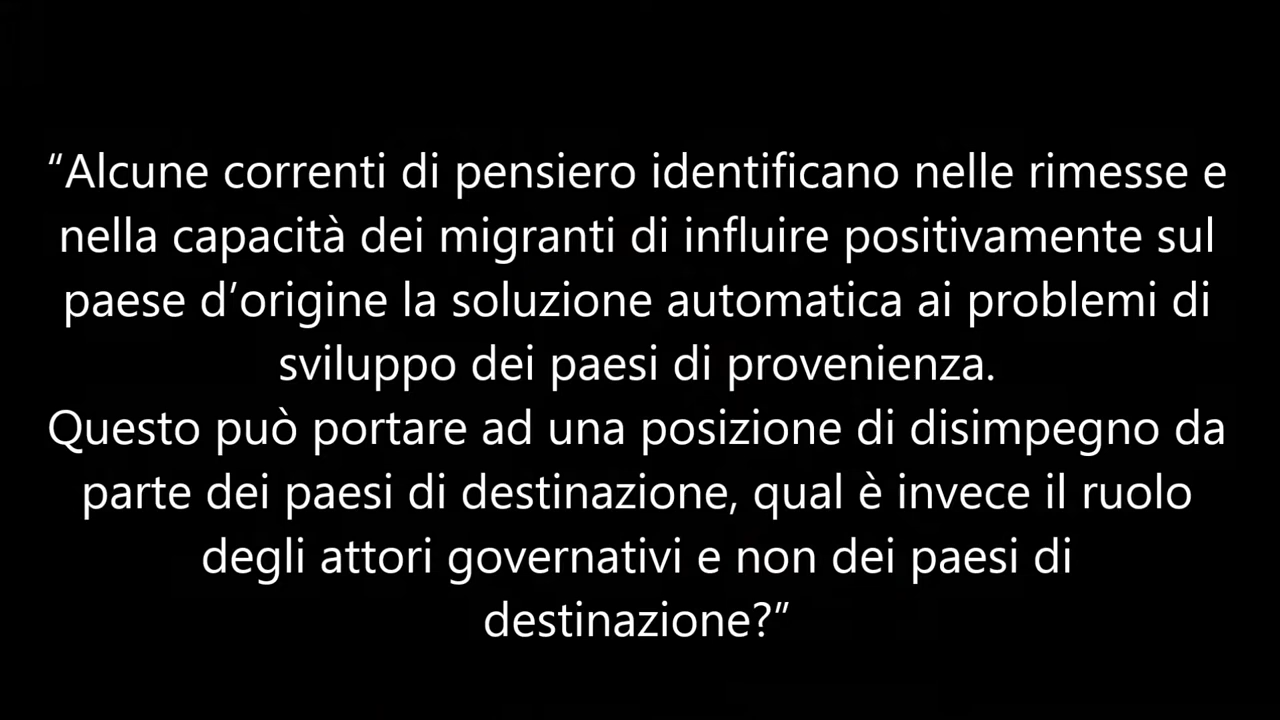 “Alcune correnti di pensiero identificano nelle rimesse e
nella capacità dei migranti di influire positivamente sul
paese d’origine la soluzione automatica ai problemi di
sviluppo dei paesi di provenienza.
Questo può portare ad una posizione di disimpegno da
parte dei paesi di destinazione, qual è invece il ruolo
degli attori governativi e non dei paesi di
destinazione?”